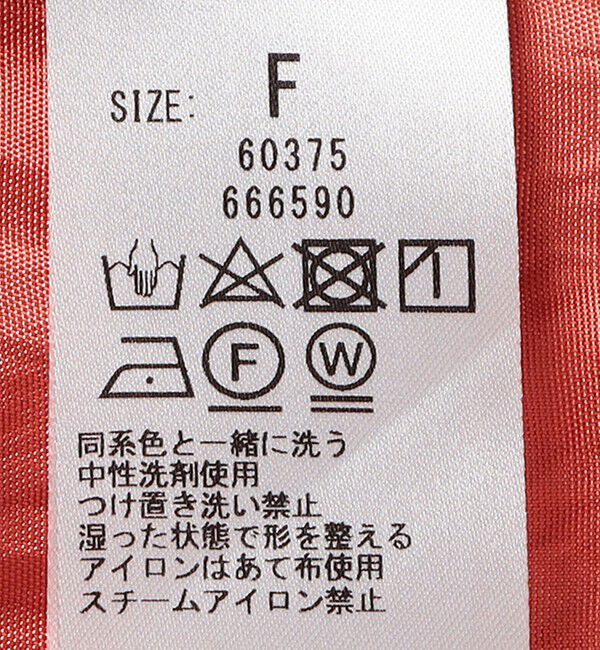 SIZE: F
60375
666590
F W
同系色と一緒に洗う
中性洗剤使用
つけ置き洗い禁止
湿った状態で形を整える
アイロンはあて布使用
スチームアイロン禁止